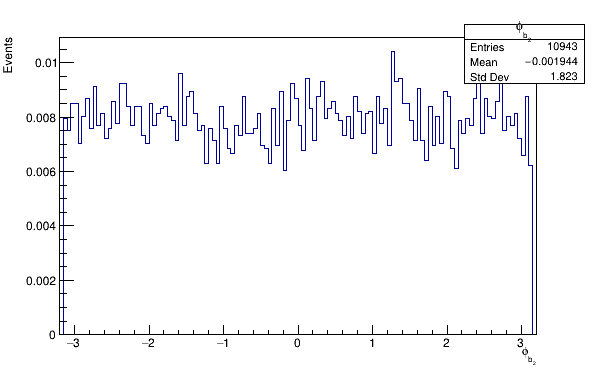 ϕ_b₂
Entries 10943
Mean −0.001944
Std Dev 1.823
Events
0.01
0.008
0.006
0.004
0.002
0
−3 −2 −1 0 1 2 3
ϕ_b₂